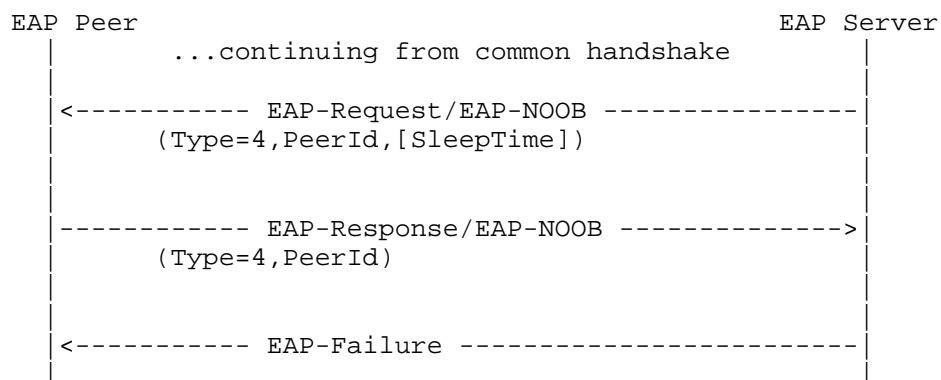 EAP Peer EAP Server
...continuing from common handshake
<----------- EAP-Request/EAP-NOOB ----------------
(Type=4,PeerId,[SleepTime])
------------ EAP-Response/EAP-NOOB -------------->
(Type=4,PeerId)
<----------- EAP-Failure -------------------------